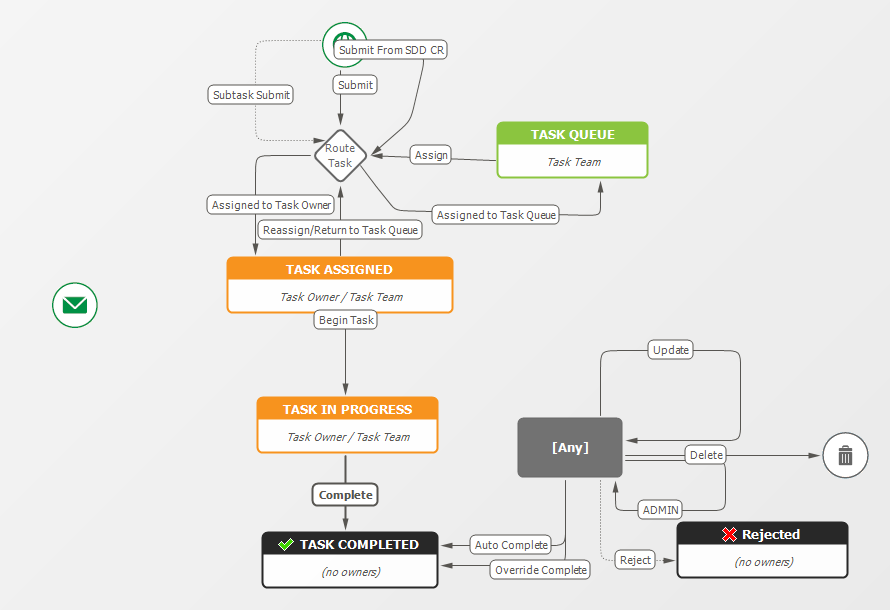 Submit From SDD CR
Submit
Subtask Submit
Route
Task
Assign
TASK QUEUE
Task Team
Assigned to Task Owner
Assigned to Task Queue
Reassign/Return to Task Queue
TASK ASSIGNED
Task Owner / Task Team
Begin Task
Update
TASK IN PROGRESS
Task Owner / Task Team
[Any]
Delete
Complete
ADMIN
TASK COMPLETED
(no owners)
Auto Complete
Override Complete
Reject
Rejected
(no owners)